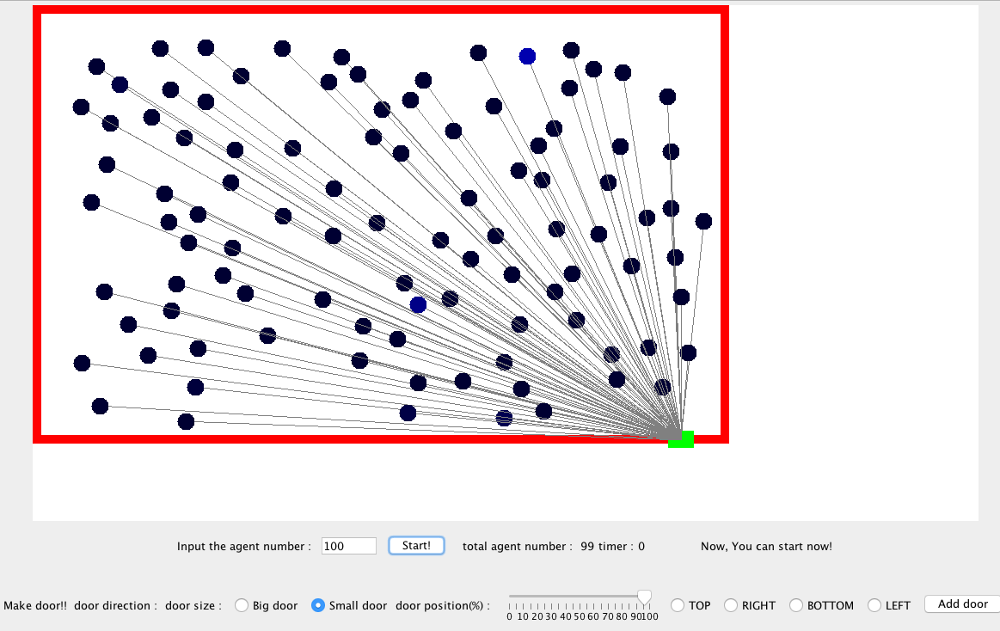 Input the agent number : 100 Start! total agent number : 99 timer : 0 Now, You can start now!
Make door!! door direction : door size : Big door Small door door position(%) : TOP RIGHT BOTTOM LEFT Add door
0 10 20 30 40 50 60 70 80 90 100